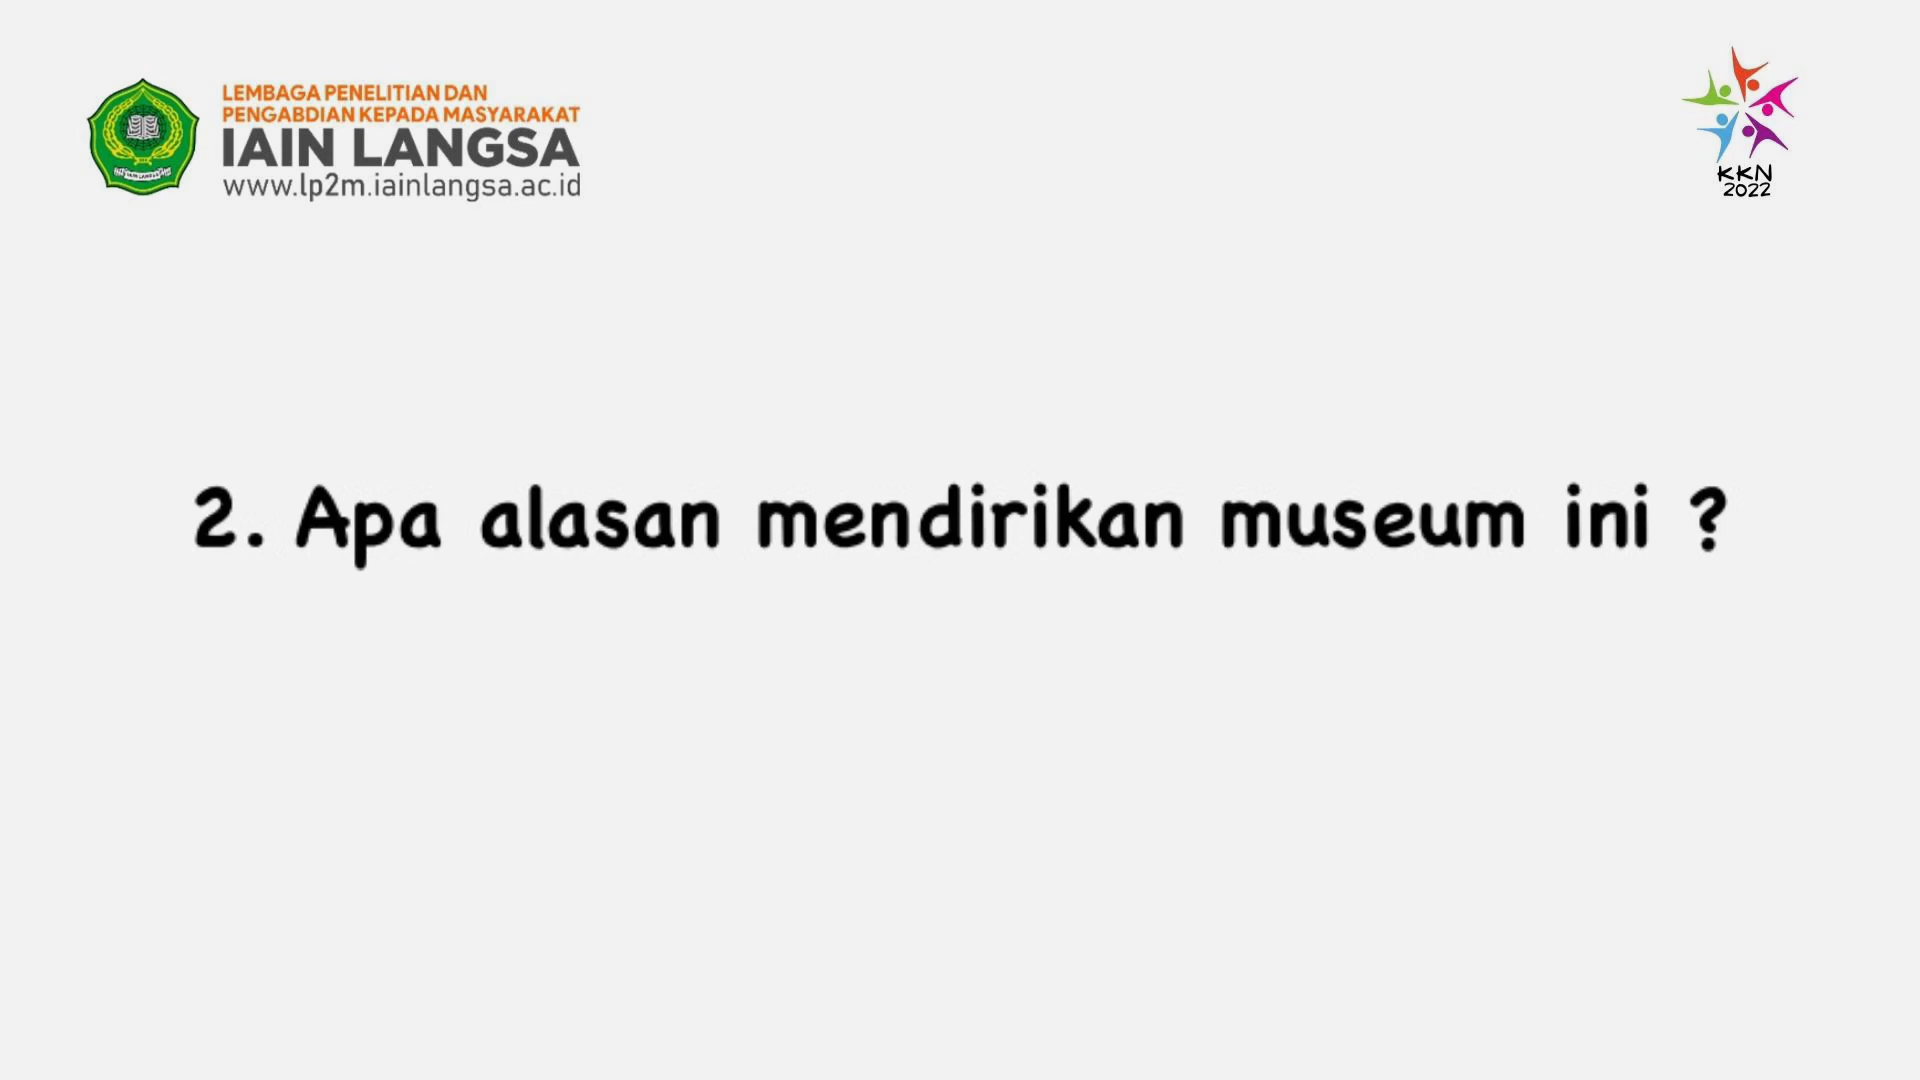 LEMBAGA PENELITIAN DAN
PENGABDIAN KEPADA MASYARAKAT
IAIN LANGSA
www.lp2m.iainlangsa.ac.id
KKN
2022
2. Apa alasan mendirikan museum ini ?